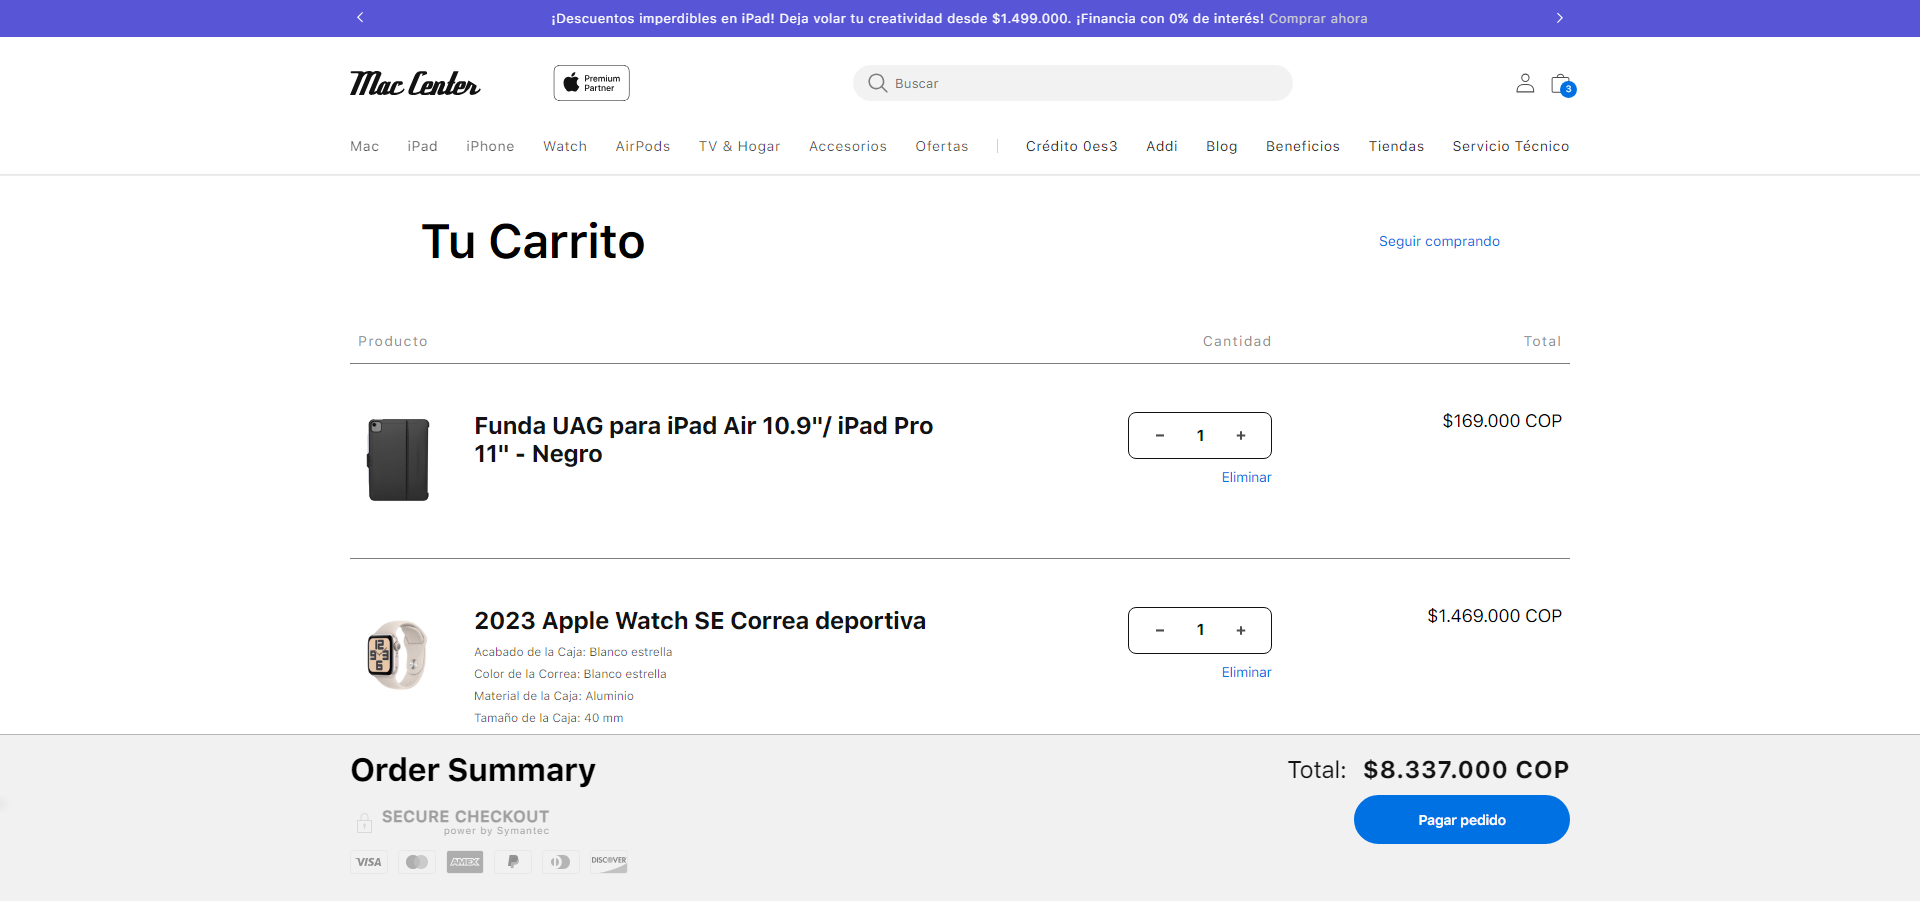 ¡Descuentos imperdibles en iPad! Deja volar tu creatividad desde $1.499.000. ¡Financia con 0% de interés! Comprar ahora
Mac Center
Premium
Partner
Buscar
3
Mac iPad iPhone Watch AirPods TV & Hogar Accesorios Ofertas Crédito 0es3 Addi Blog Beneficios Tiendas Servicio Técnico
Tu Carrito
Seguir comprando
Producto Cantidad Total
Funda UAG para iPad Air 10.9"/ iPad Pro
11" - Negro
− 1 +
Eliminar
$169.000 COP
2023 Apple Watch SE Correa deportiva
Acabado de la Caja: Blanco estrella
Color de la Correa: Blanco estrella
Material de la Caja: Aluminio
Tamaño de la Caja: 40 mm
− 1 +
Eliminar
$1.469.000 COP
Order Summary
Total: $8.337.000 COP
SECURE CHECKOUT
power by Symantec
Pagar pedido
VISA AMEX DISCOVER